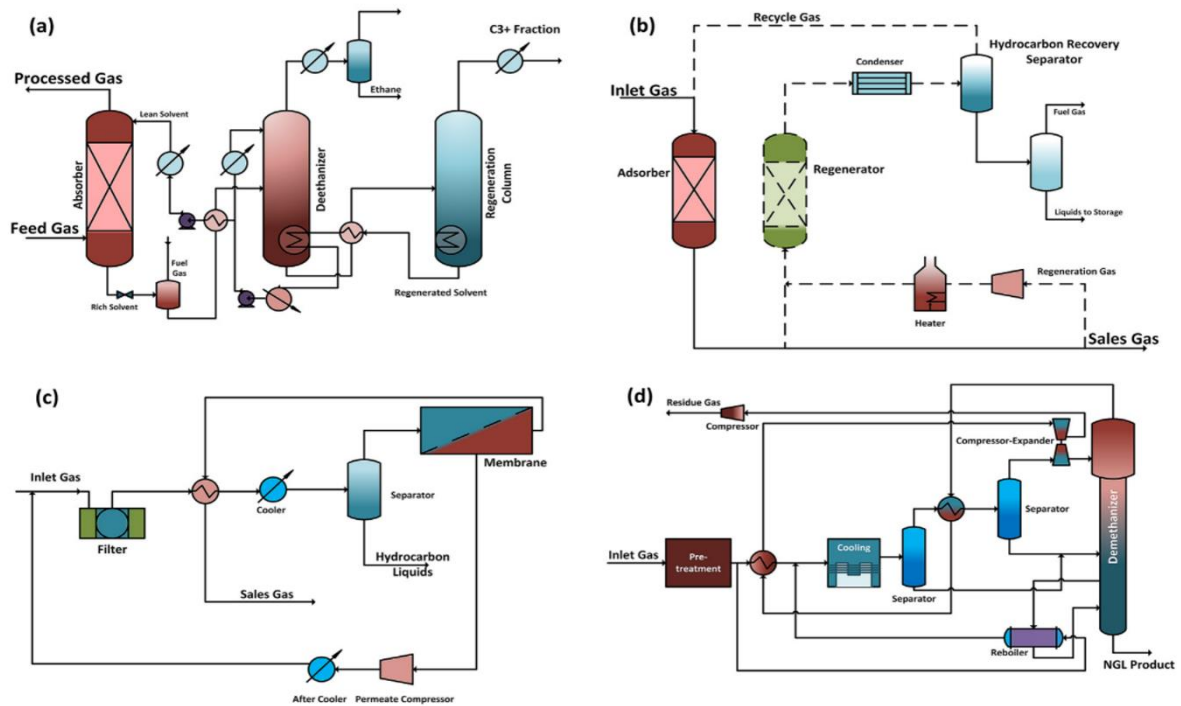 (a)
C3+ Fraction
Processed Gas
Ethane
Lean Solvent
Absorber
Deethanizer
Regeneration
Column
Feed Gas
Fuel
Gas
Rich Solvent
Regenerated Solvent
(b)
Recycle Gas
Hydrocarbon Recovery
Separator
Condenser
Inlet Gas
Fuel Gas
Adsorber
Regenerator
Liquids to Storage
Regeneration Gas
Heater
Sales Gas
(c)
Membrane
Inlet Gas
Separator
Cooler
Filter
Hydrocarbon
Liquids
Sales Gas
After Cooler
Permeate Compressor
(d)
Residue Gas
Compressor
Compressor-Expander
Separator
Demethanizer
Inlet Gas
Pre-
treatment
Cooling
Separator
Reboiler
NGL Product